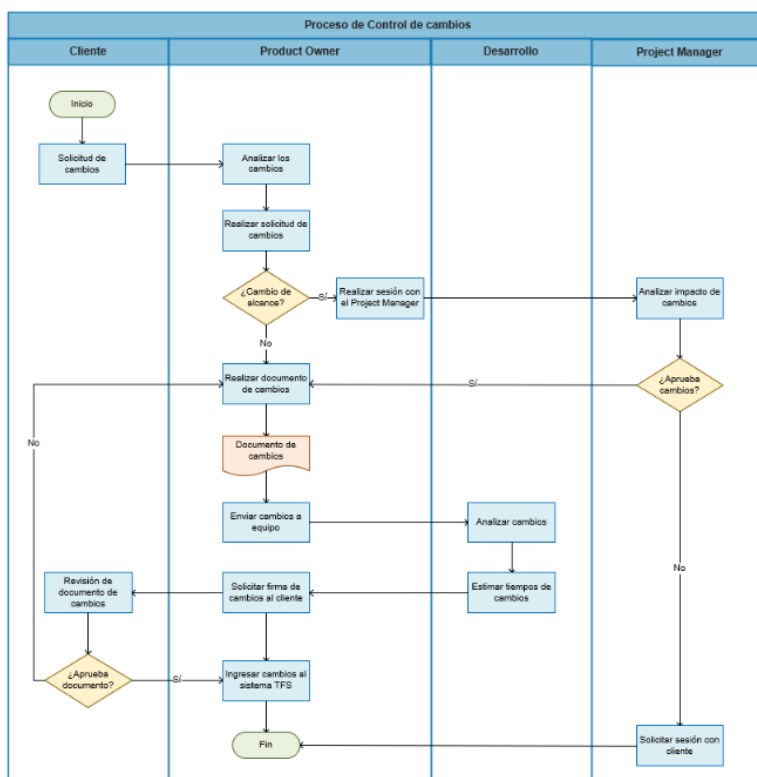 Proceso de Control de cambios
Cliente
Product Owner
Desarrollo
Project Manager
Inicio
Solicitud de
cambios
Analizar los
cambios
Realizar solicitud de
cambios
¿Cambio de
alcance?
Sí
Realizar sesión con
el Project Manager
Analizar impacto de
cambios
No
Realizar documento
de cambios
Sí
¿Aprueba
cambios?
No
Documento de
cambios
Enviar cambios a
equipo
Analizar cambios
No
Revisión de
documento de
cambios
Solicitar firma de
cambios al cliente
Estimar tiempos de
cambios
¿Aprueba
documento?
Sí
Ingresar cambios al
sistema TFS
Fin
Solicitar sesión con
cliente